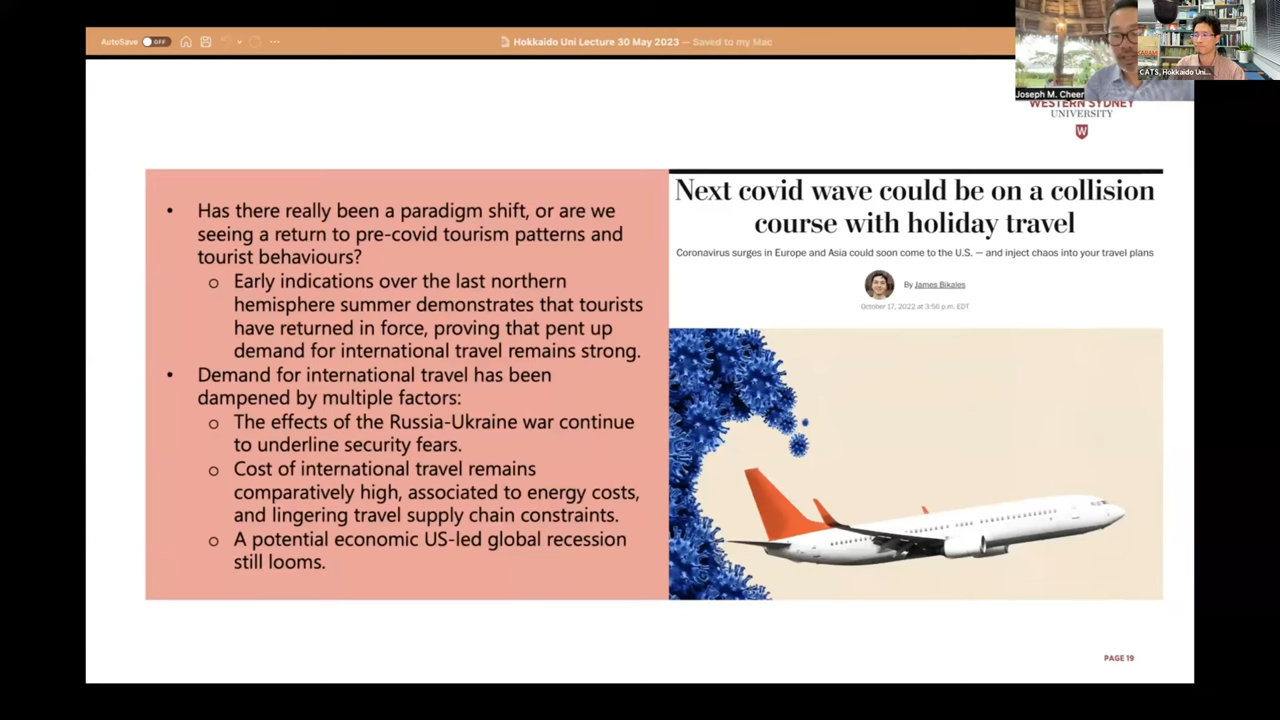 AutoSave OFF
Hokkaido Uni Lecture 30 May 2023 — Saved to my Mac
CATS, Hokkaido Uni...
Joseph M. Cheer
WESTERN SYDNEY
UNIVERSITY
W
• Has there really been a paradigm shift, or are we
seeing a return to pre-covid tourism patterns and
tourist behaviours?
o Early indications over the last northern
hemisphere summer demonstrates that tourists
have returned in force, proving that pent up
demand for international travel remains strong.
• Demand for international travel has been
dampened by multiple factors:
o The effects of the Russia-Ukraine war continue
to underline security fears.
o Cost of international travel remains
comparatively high, associated to energy costs,
and lingering travel supply chain constraints.
o A potential economic US-led global recession
still looms.
Next covid wave could be on a collision
course with holiday travel
Coronavirus surges in Europe and Asia could soon come to the U.S. — and inject chaos into your travel plans
By James Bikales
October 17, 2022 at 3:56 p.m. EDT
PAGE 19